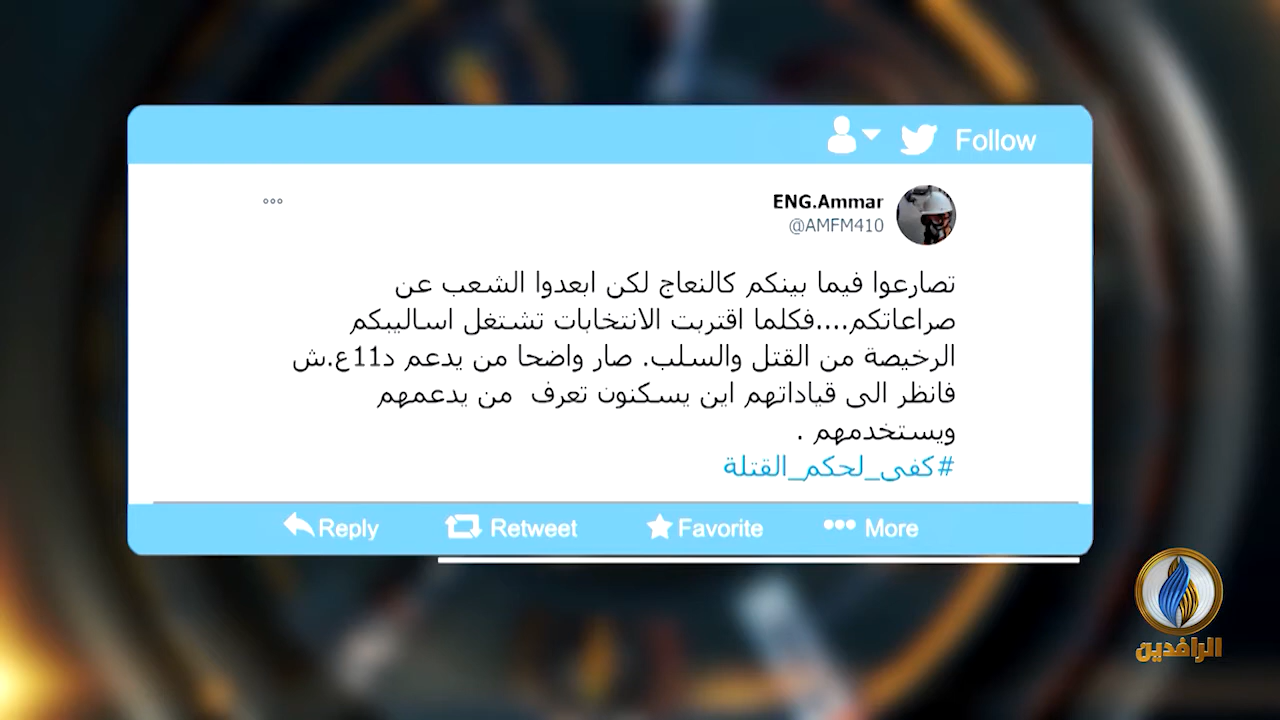 Follow
ENG.Ammar
@AMFM410
تصارعوا فيما بينكم كالنعاج لكن ابعدوا الشعب عن
صراعاتكم....فكلما اقتربت الانتخابات تشتغل اساليبكم
الرخيصة من القتل والسلب. صار واضحا من يدعم د11ع.ش
فانظر الى قياداتهم اين يسكنون تعرف من يدعمهم
ويستخدمهم .
#كفى_لحكم_القتلة
Reply Retweet Favorite More
الرافدين